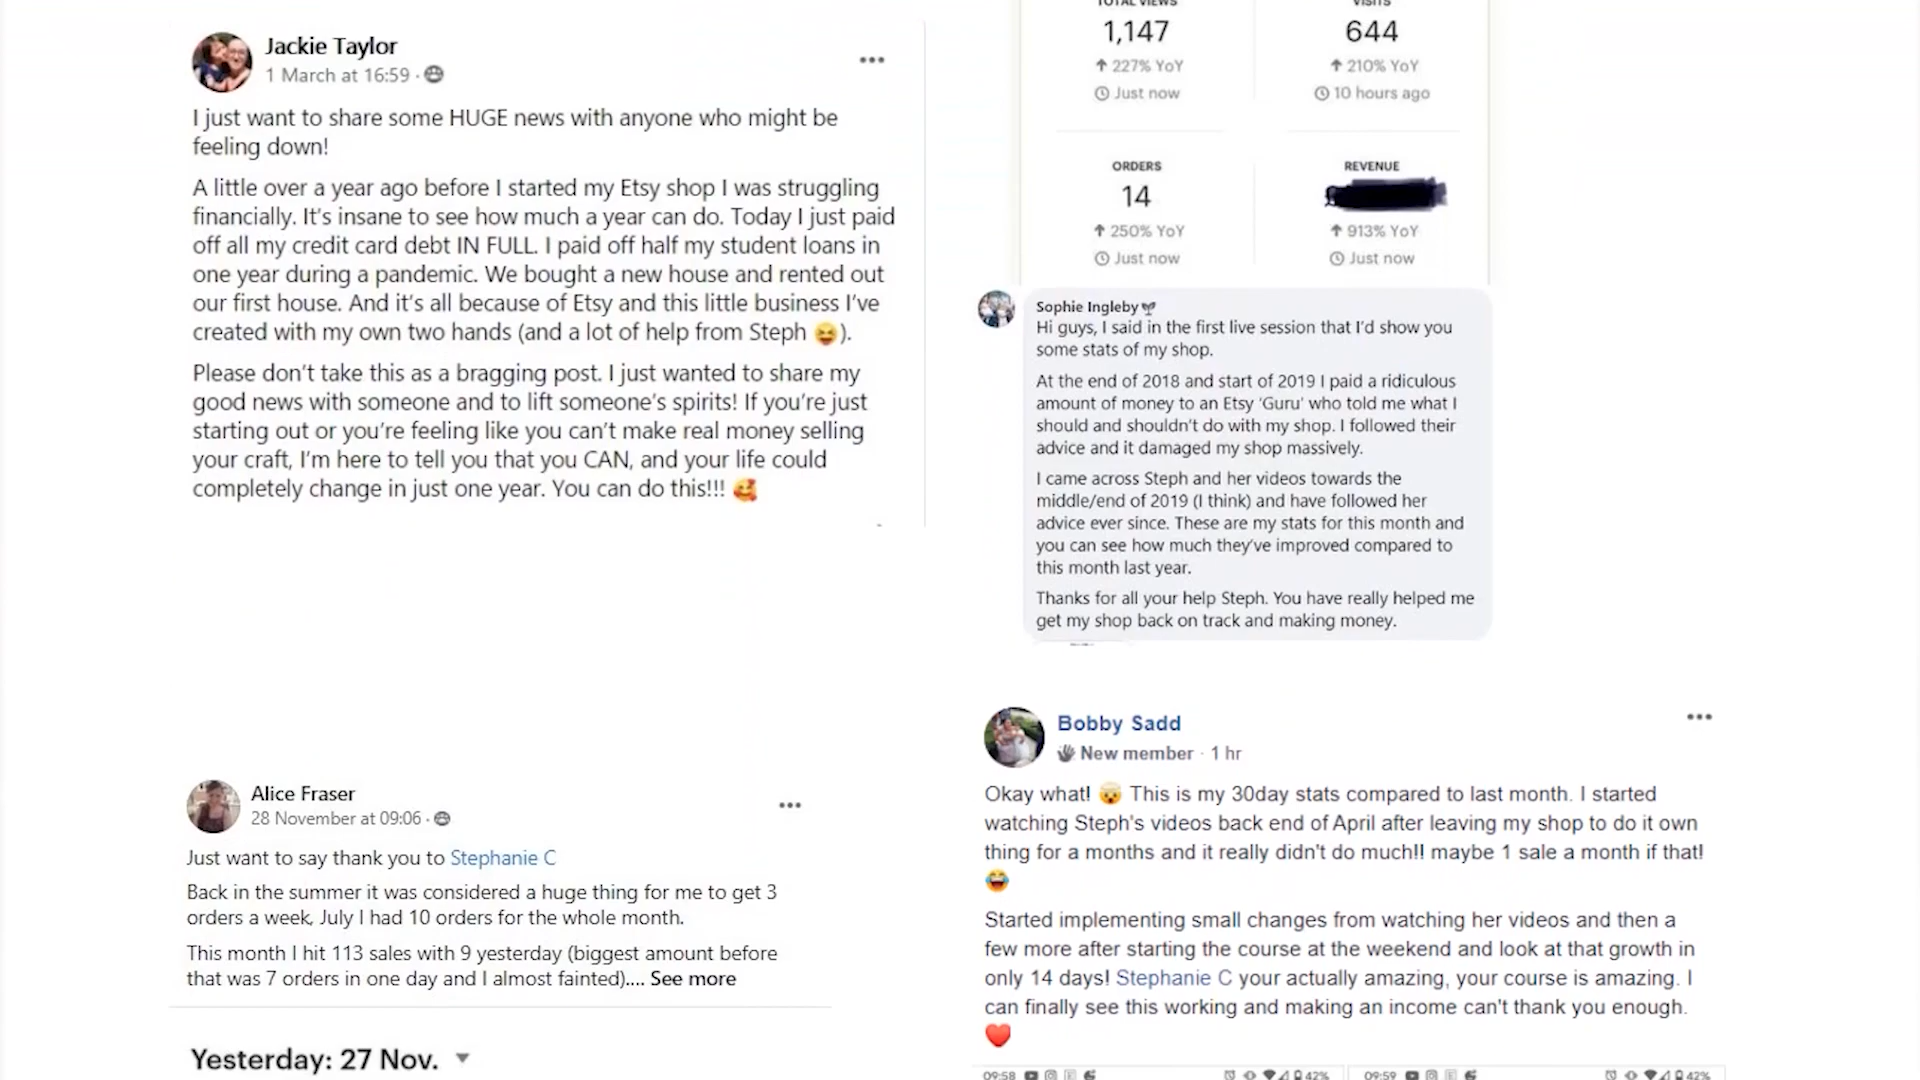 Jackie Taylor
1 March at 16:59 ·
I just want to share some HUGE news with anyone who might be
feeling down!
A little over a year ago before I started my Etsy shop I was struggling
financially. It's insane to see how much a year can do. Today I just paid
off all my credit card debt IN FULL. I paid off half my student loans in
one year during a pandemic. We bought a new house and rented out
our first house. And it's all because of Etsy and this little business I've
created with my own two hands (and a lot of help from Steph 😝).
Please don't take this as a bragging post. I just wanted to share my
good news with someone and to lift someone's spirits! If you're just
starting out or you're feeling like you can't make real money selling
your craft, I'm here to tell you that you CAN, and your life could
completely change in just one year. You can do this!!! 🥰
TOTAL VIEWS
1,147
↑ 227% YoY
Just now
VISITS
644
↑ 210% YoY
10 hours ago
ORDERS
14
↑ 250% YoY
Just now
REVENUE
↑ 913% YoY
Just now
Sophie Ingleby
Hi guys, I said in the first live session that I'd show you
some stats of my shop.
At the end of 2018 and start of 2019 I paid a ridiculous
amount of money to an Etsy 'Guru' who told me what I
should and shouldn't do with my shop. I followed their
advice and it damaged my shop massively.
I came across Steph and her videos towards the
middle/end of 2019 (I think) and have followed her
advice ever since. These are my stats for this month and
you can see how much they've improved compared to
this month last year.
Thanks for all your help Steph. You have really helped me
get my shop back on track and making money.
Alice Fraser
28 November at 09:06 ·
Just want to say thank you to Stephanie C
Back in the summer it was considered a huge thing for me to get 3
orders a week, July I had 10 orders for the whole month.
This month I hit 113 sales with 9 yesterday (biggest amount before
that was 7 orders in one day and I almost fainted).... See more
Yesterday: 27 Nov.
Bobby Sadd
New member · 1 hr
Okay what! 🤯 This is my 30day stats compared to last month. I started
watching Steph's videos back end of April after leaving my shop to do it own
thing for a months and it really didn't do much!! maybe 1 sale a month if that!
😂
Started implementing small changes from watching her videos and then a
few more after starting the course at the weekend and look at that growth in
only 14 days! Stephanie C your actually amazing, your course is amazing. I
can finally see this working and making an income can't thank you enough.
❤️
09:58 42%
09:59 42%